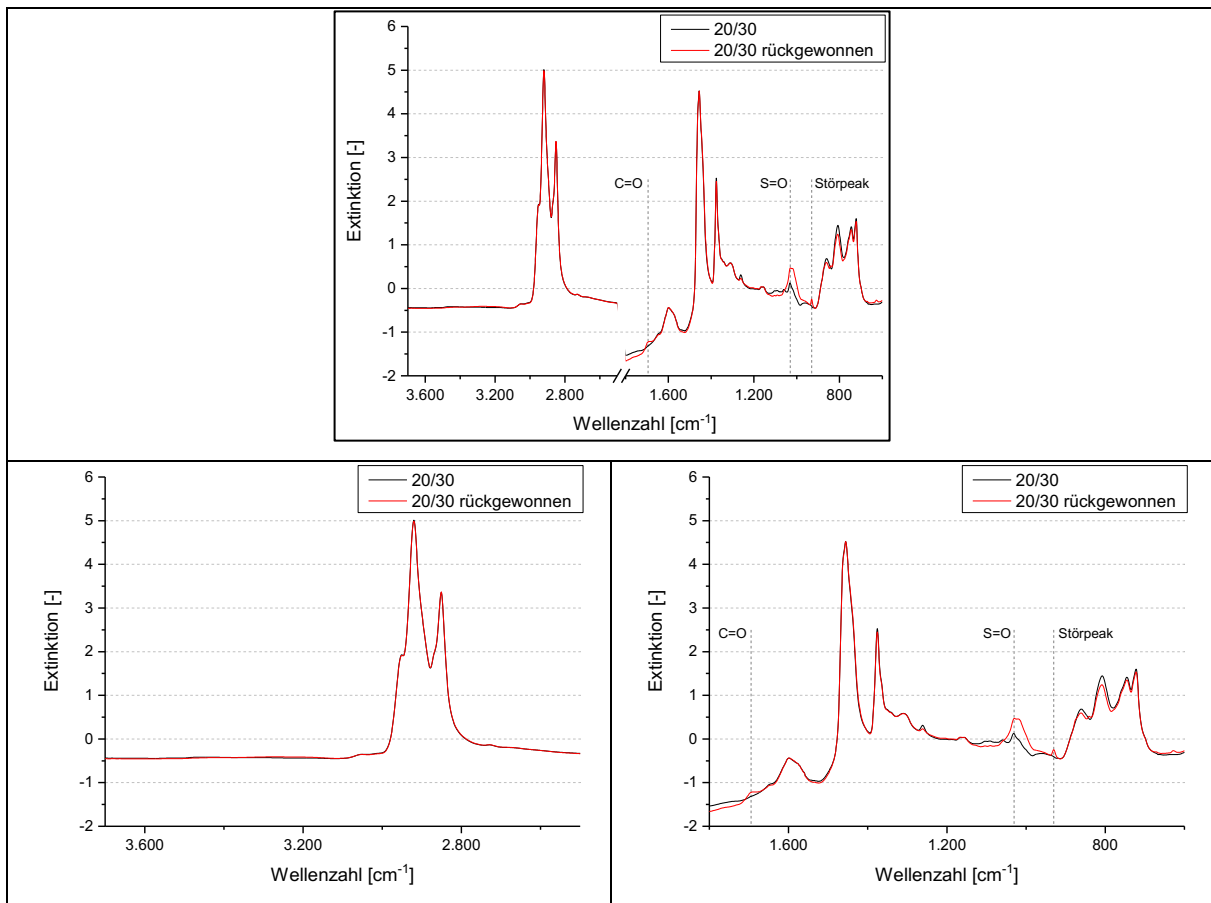 20/30
20/30 rückgewonnen
6
5
4
3
2
1
0
-1
-2
Extinktion [-]
C=O
S=O
Störpeak
3.600
3.200
2.800
1.600
1.200
800
Wellenzahl [cm-1]
20/30
20/30 rückgewonnen
6
5
4
3
2
1
0
-1
-2
Extinktion [-]
3.600
3.200
2.800
Wellenzahl [cm-1]
20/30
20/30 rückgewonnen
6
5
4
3
2
1
0
-1
-2
Extinktion [-]
C=O
S=O
Störpeak
1.600
1.200
800
Wellenzahl [cm-1]